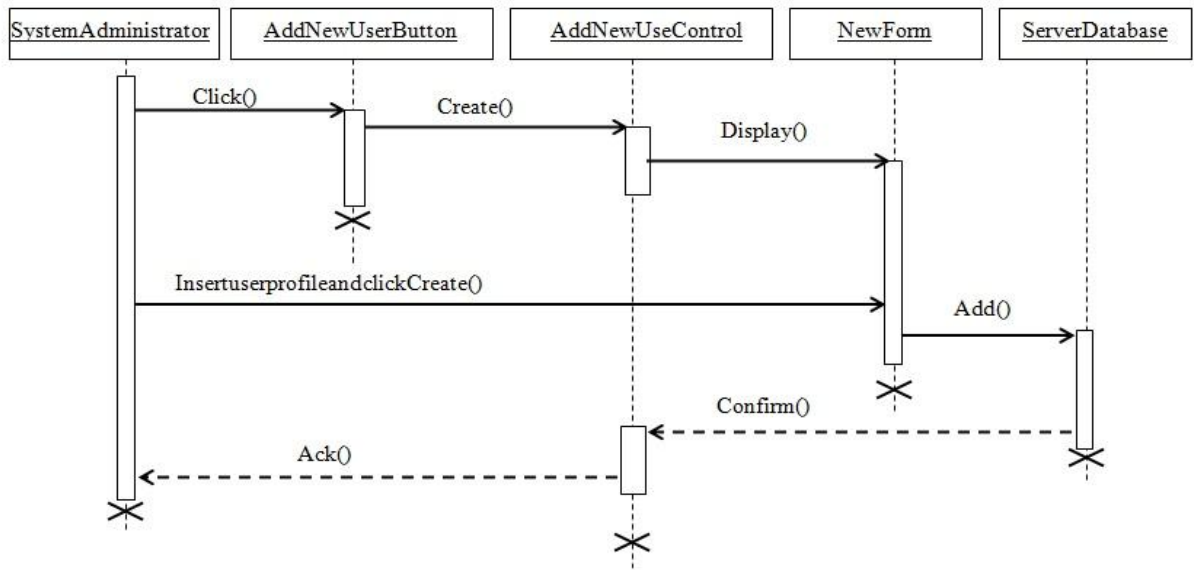 SystemAdministrator
AddNewUserButton
AddNewUseControl
NewForm
ServerDatabase
Click()
Create()
Display()
InsertuserprofileandclickCreate()
Add()
Confirm()
Ack()